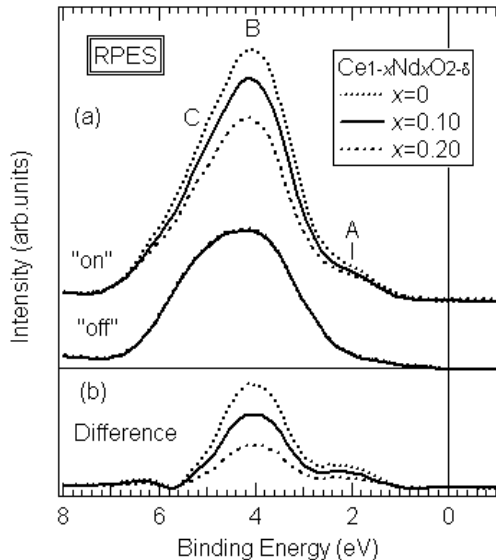 B
RPES
Ce1-xNdxO2-δ
x=0
x=0.10
x=0.20
C
(a)
A
"on"
"off"
Intensity (arb.units)
(b)
Difference
8 6 4 2 0
Binding Energy (eV)